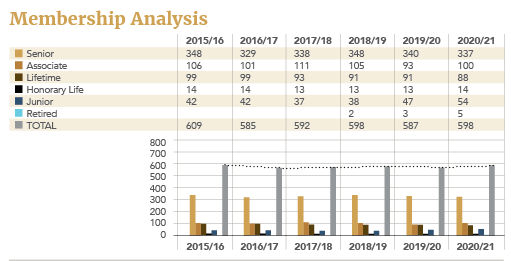 Membership Analysis
2015/16 2016/17 2017/18 2018/19 2019/20 2020/21
Senior 348 329 338 348 340 337
Associate 106 101 111 105 93 100
Lifetime 99 99 93 91 91 88
Honorary Life 14 14 13 13 13 14
Junior 42 42 37 38 47 54
Retired 2 3 5
TOTAL 609 585 592 598 587 598
800
700
600
500
400
300
200
100
0
2015/16 2016/17 2017/18 2018/19 2019/20 2020/21